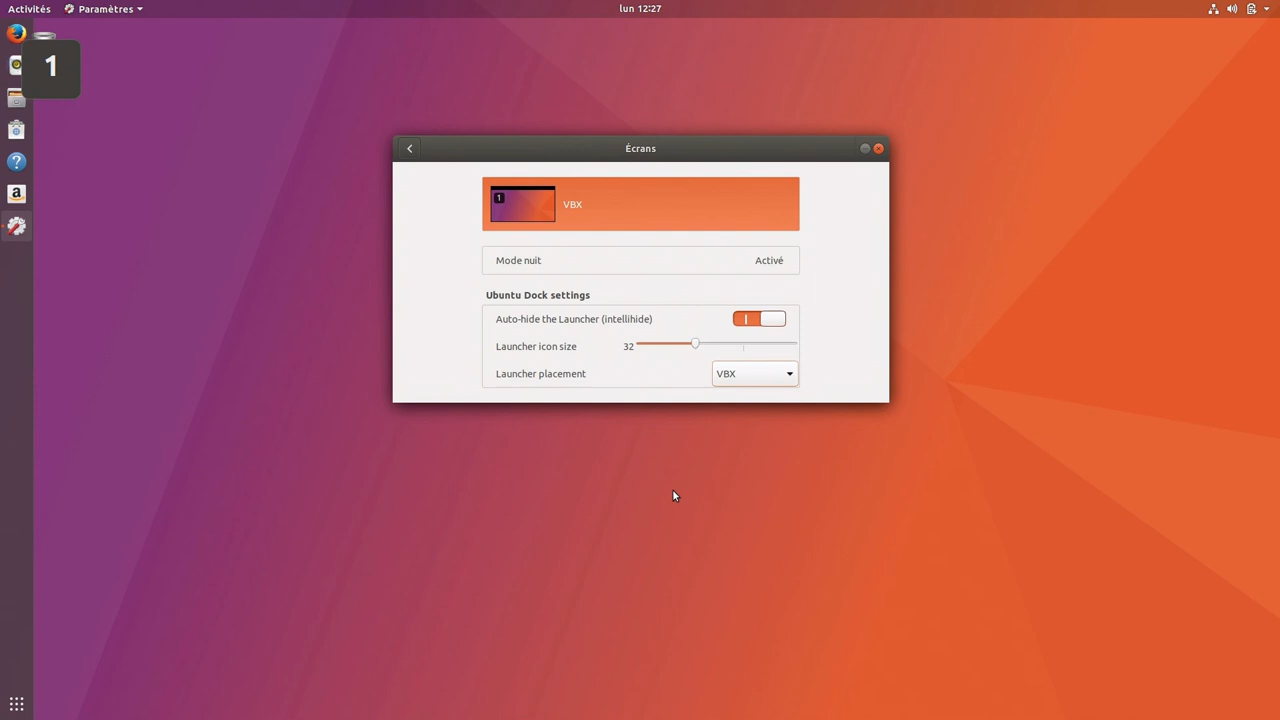 Activités
Paramètres
lun 12:27
1
Écrans
1
VBX
Mode nuit
Activé
Ubuntu Dock settings
Auto-hide the Launcher (intellihide)
Launcher icon size
32
Launcher placement
VBX
?
a